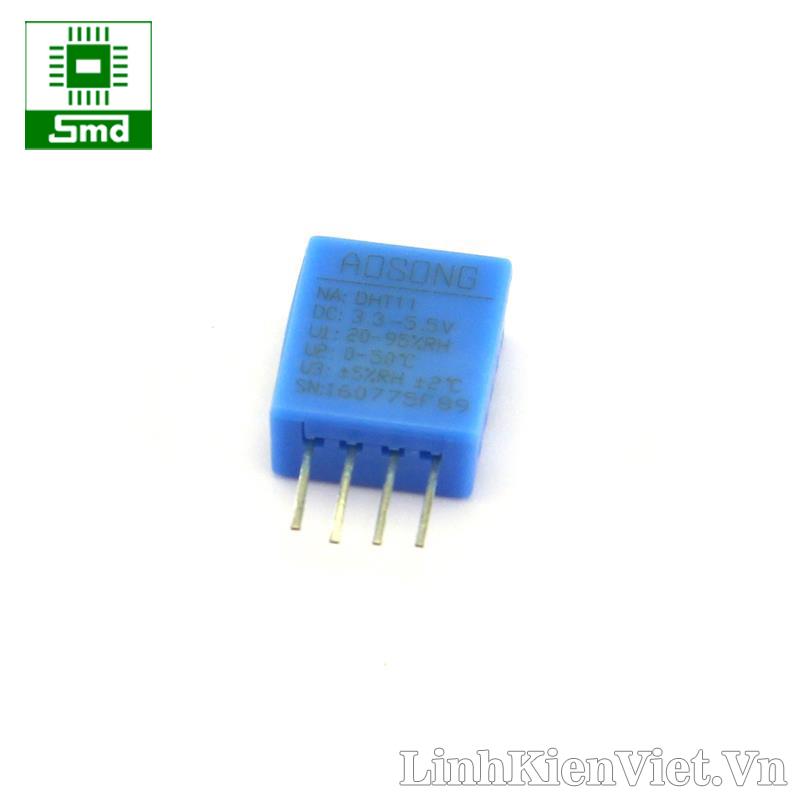 Smd
AOSONG
NA: DHT11
DC: 3.3-5.5V
U1: 20-95%RH
U2: 0-50℃
U3: ±5%RH ±2℃
SN:160775F89
LinhKienViet.Vn